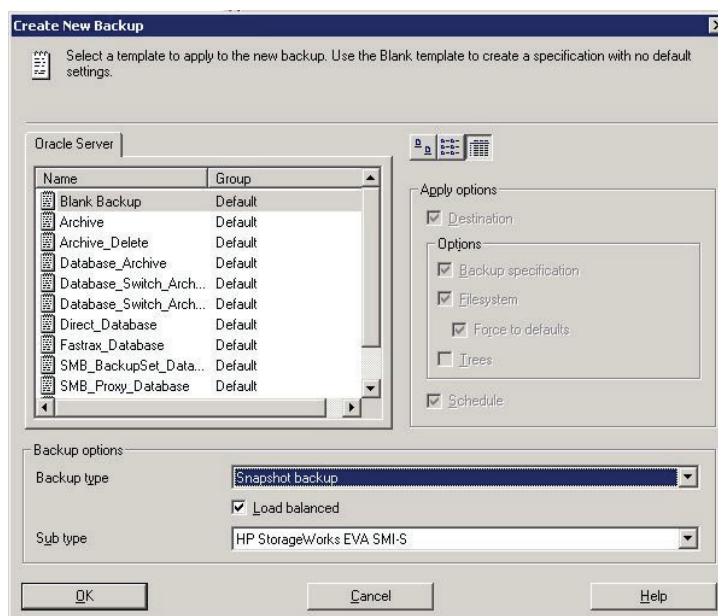 Create New Backup
Select a template to apply to the new backup. Use the Blank template to create a specification with no default
settings.
Oracle Server
Name Group
Blank Backup Default
Archive Default
Archive_Delete Default
Database_Archive Default
Database_Switch_Arch... Default
Database_Switch_Arch... Default
Direct_Database Default
Fastrax_Database Default
SMB_BackupSet_Data... Default
SMB_Proxy_Database Default
Apply options
Destination
Options
Backup specification
Filesystem
Force to defaults
Trees
Schedule
Backup options
Backup type Snapshot backup
Load balanced
Sub type HP StorageWorks EVA SMI-S
OK Cancel Help